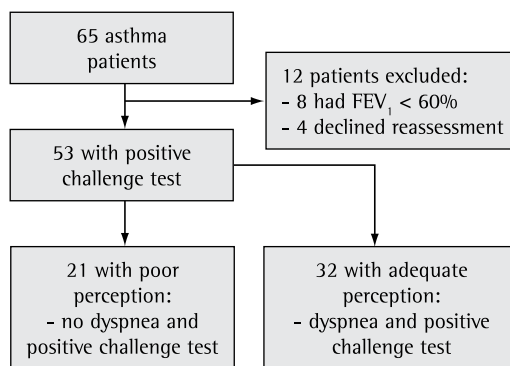 65 asthma
patients
12 patients excluded:
- 8 had FEV₁ < 60%
- 4 declined reassessment
53 with positive
challenge test
21 with poor
perception:
- no dyspnea and
positive challenge test
32 with adequate
perception:
- dyspnea and positive
challenge test